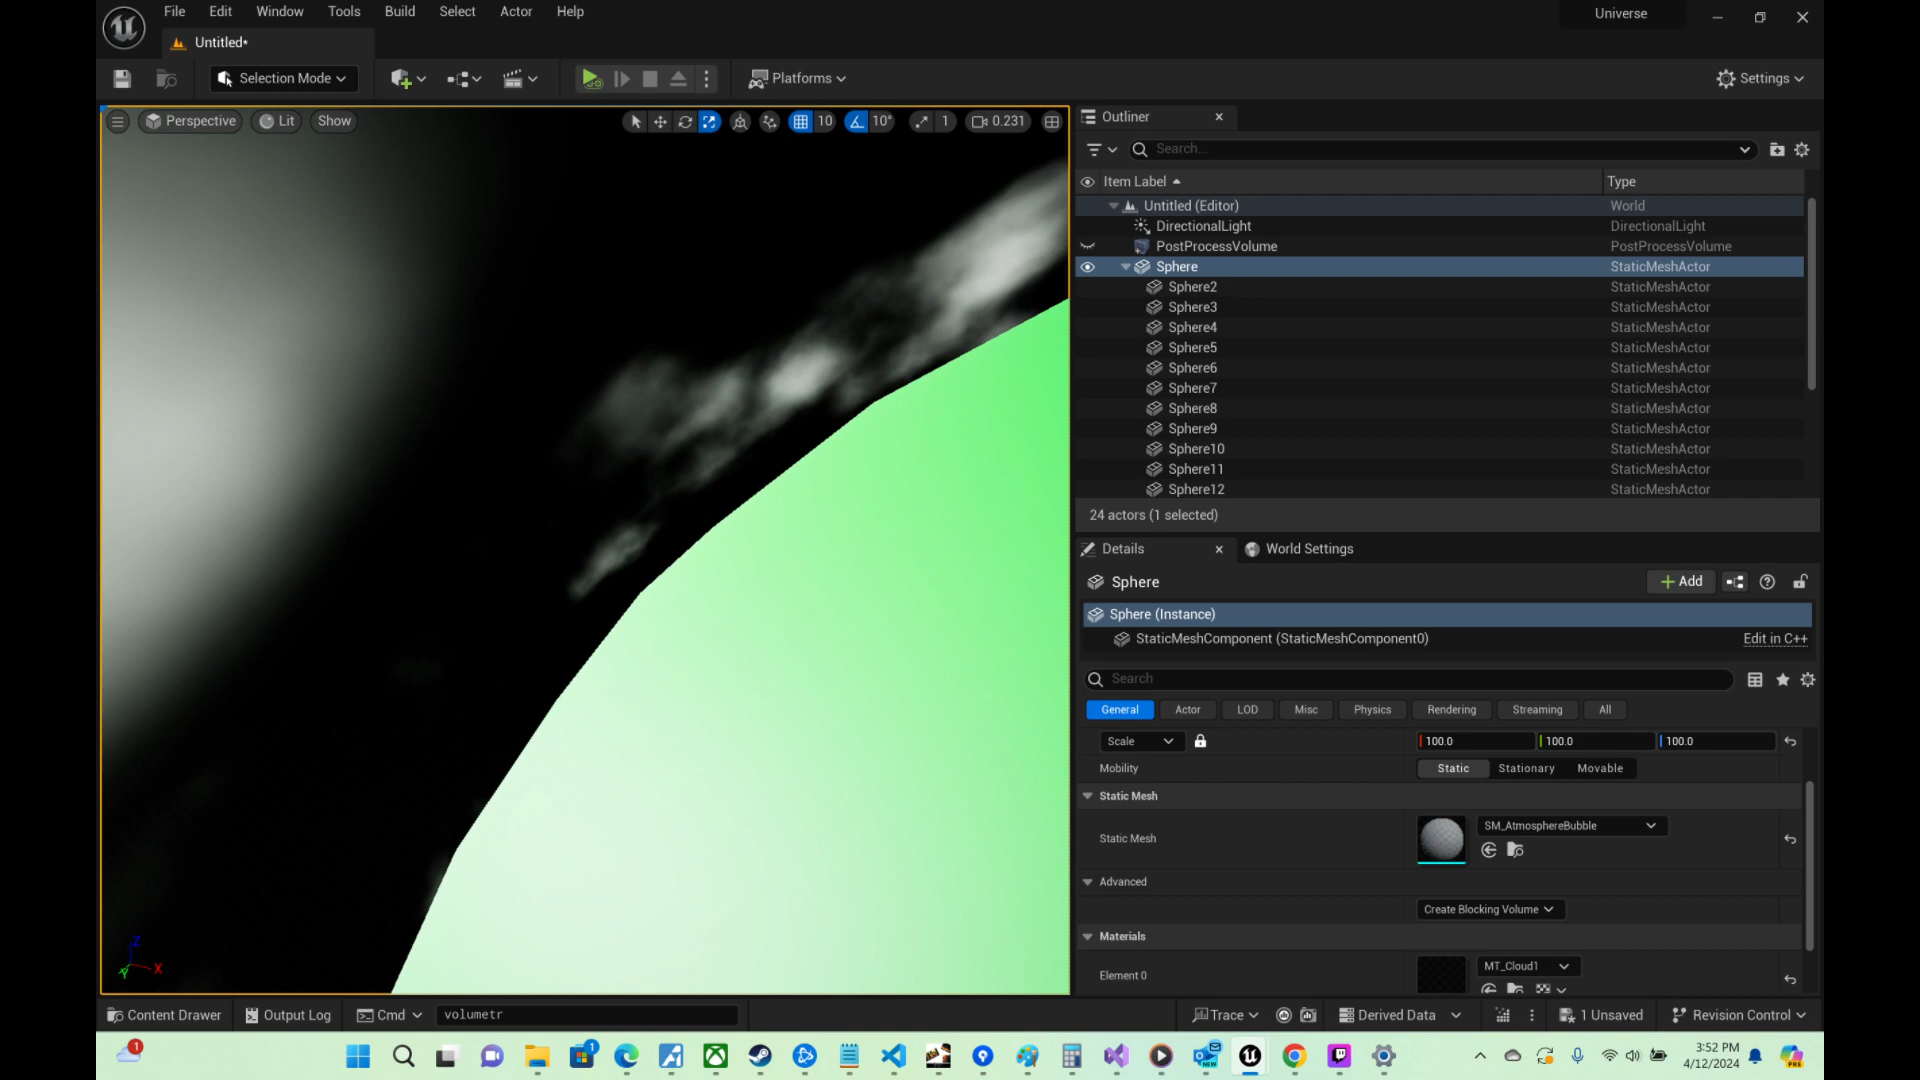 File Edit Window Tools Build Select Actor Help
Universe
Untitled*
Selection Mode
Platforms
Settings
Perspective Lit Show
10 10° 1 0.231
Outliner
Search...
Item Label Type
Untitled (Editor) World
DirectionalLight DirectionalLight
PostProcessVolume PostProcessVolume
Sphere StaticMeshActor
Sphere2 StaticMeshActor
Sphere3 StaticMeshActor
Sphere4 StaticMeshActor
Sphere5 StaticMeshActor
Sphere6 StaticMeshActor
Sphere7 StaticMeshActor
Sphere8 StaticMeshActor
Sphere9 StaticMeshActor
Sphere10 StaticMeshActor
Sphere11 StaticMeshActor
Sphere12 StaticMeshActor
24 actors (1 selected)
Details World Settings
Sphere Add
Sphere (Instance)
StaticMeshComponent (StaticMeshComponent0) Edit in C++
Search
General Actor LOD Misc Physics Rendering Streaming All
Scale 100.0 100.0 100.0
Mobility Static Stationary Movable
Static Mesh
Static Mesh SM_AtmosphereBubble
Advanced
Create Blocking Volume
Materials
Element 0 MT_Cloud1
Z
Y X
Content Drawer Output Log Cmd volumetr Trace Derived Data 1 Unsaved Revision Control
1 1 NEW PRE
3:52 PM
4/12/2024